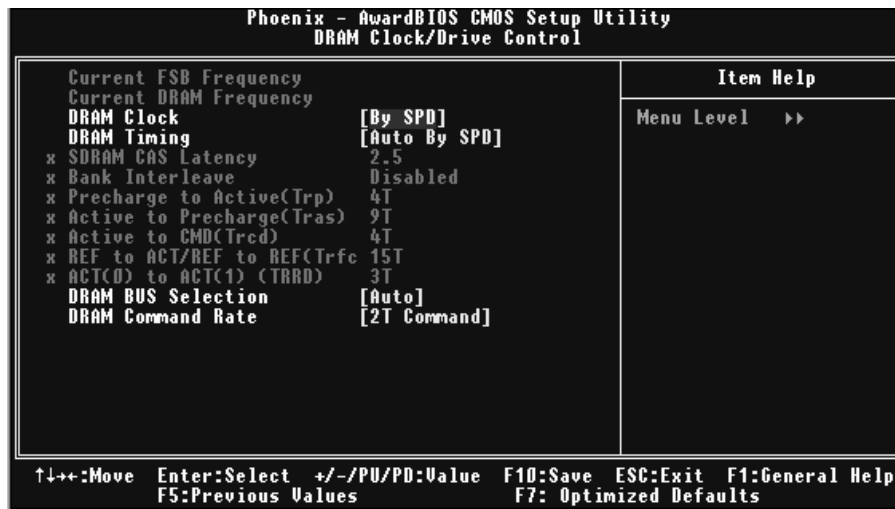 Phoenix - AwardBIOS CMOS Setup Utility
DRAM Clock/Drive Control
Current FSB Frequency
Current DRAM Frequency
DRAM Clock [By SPD]
DRAM Timing [Auto By SPD]
x SDRAM CAS Latency 2.5
x Bank Interleave Disabled
x Precharge to Active(Trp) 4T
x Active to Precharge(Tras) 9T
x Active to CMD(Trcd) 4T
x REF to ACT/REF to REF(Trfc 15T
x ACT(0) to ACT(1) (TRRD) 3T
DRAM BUS Selection [Auto]
DRAM Command Rate [2T Command]
Item Help
Menu Level ▸▸
↑↓→←:Move Enter:Select +/-/PU/PD:Value F10:Save ESC:Exit F1:General Help
F5:Previous Values F7: Optimized Defaults